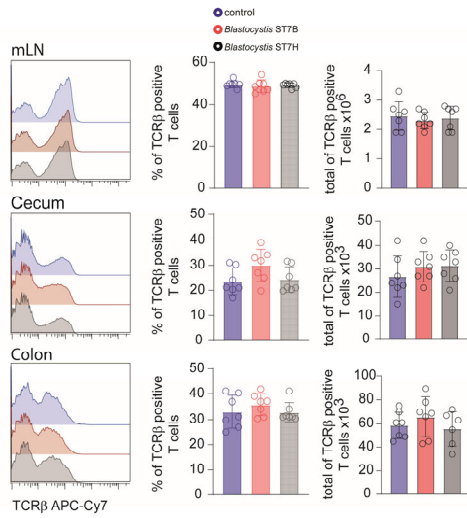 control
Blastocystis ST7B
Blastocystis ST7H
mLN
60
40
20
0
% of TCRβ positive
T cells
4
3
2
1
0
total of TCRβ positive
T cells x10⁶
Cecum
50
40
30
20
10
0
% of TCRβ positive
T cells
50
40
30
20
10
0
total of TCRβ positive
T cells x10³
Colon
50
40
30
20
10
0
% of TCRβ positive
cells
100
80
60
40
20
0
total of TCRβ positive
T cells x10³
TCRβ APC-Cy7